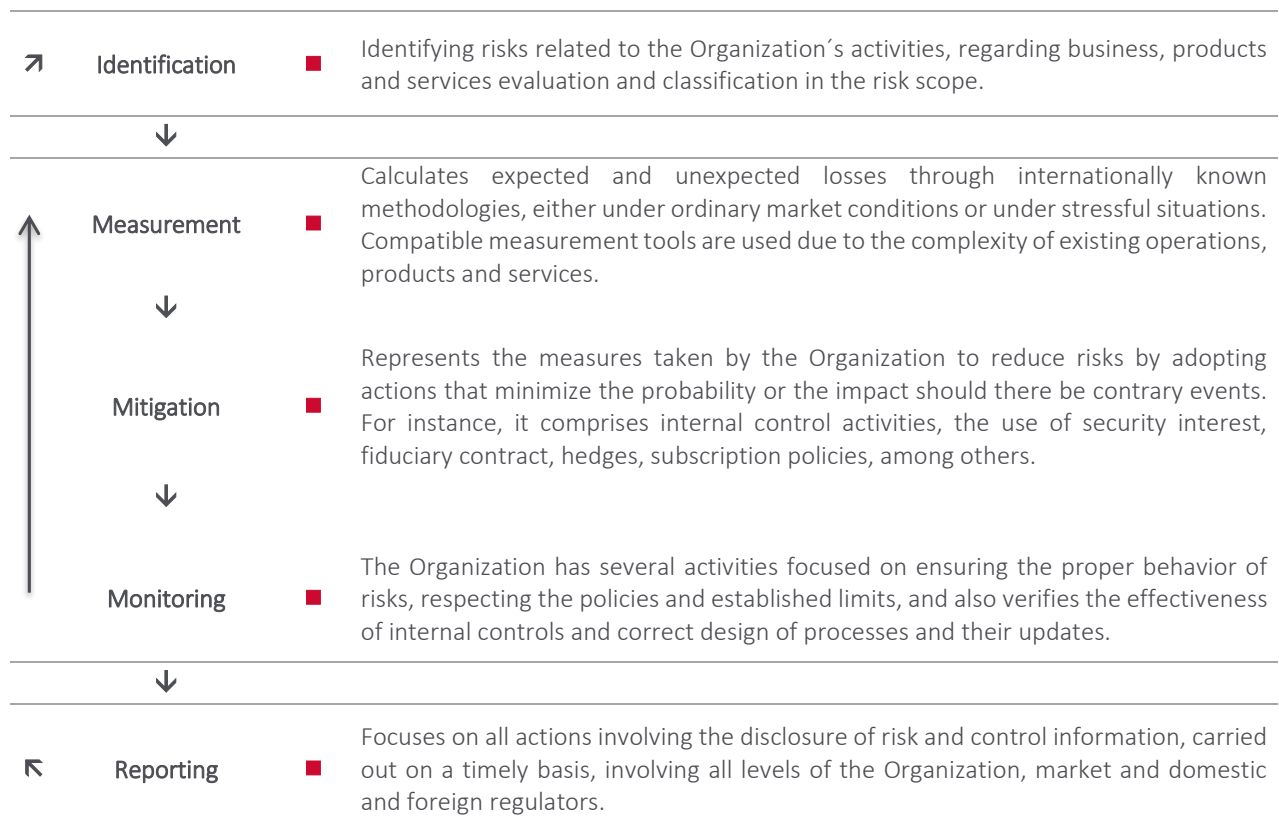 Identification
Identifying risks related to the Organization´s activities, regarding business, products
and services evaluation and classification in the risk scope.
Measurement
Calculates expected and unexpected losses through internationally known
methodologies, either under ordinary market conditions or under stressful situations.
Compatible measurement tools are used due to the complexity of existing operations,
products and services.
Mitigation
Represents the measures taken by the Organization to reduce risks by adopting
actions that minimize the probability or the impact should there be contrary events.
For instance, it comprises internal control activities, the use of security interest,
fiduciary contract, hedges, subscription policies, among others.
Monitoring
The Organization has several activities focused on ensuring the proper behavior of
risks, respecting the policies and established limits, and also verifies the effectiveness
of internal controls and correct design of processes and their updates.
Reporting
Focuses on all actions involving the disclosure of risk and control information, carried
out on a timely basis, involving all levels of the Organization, market and domestic
and foreign regulators.